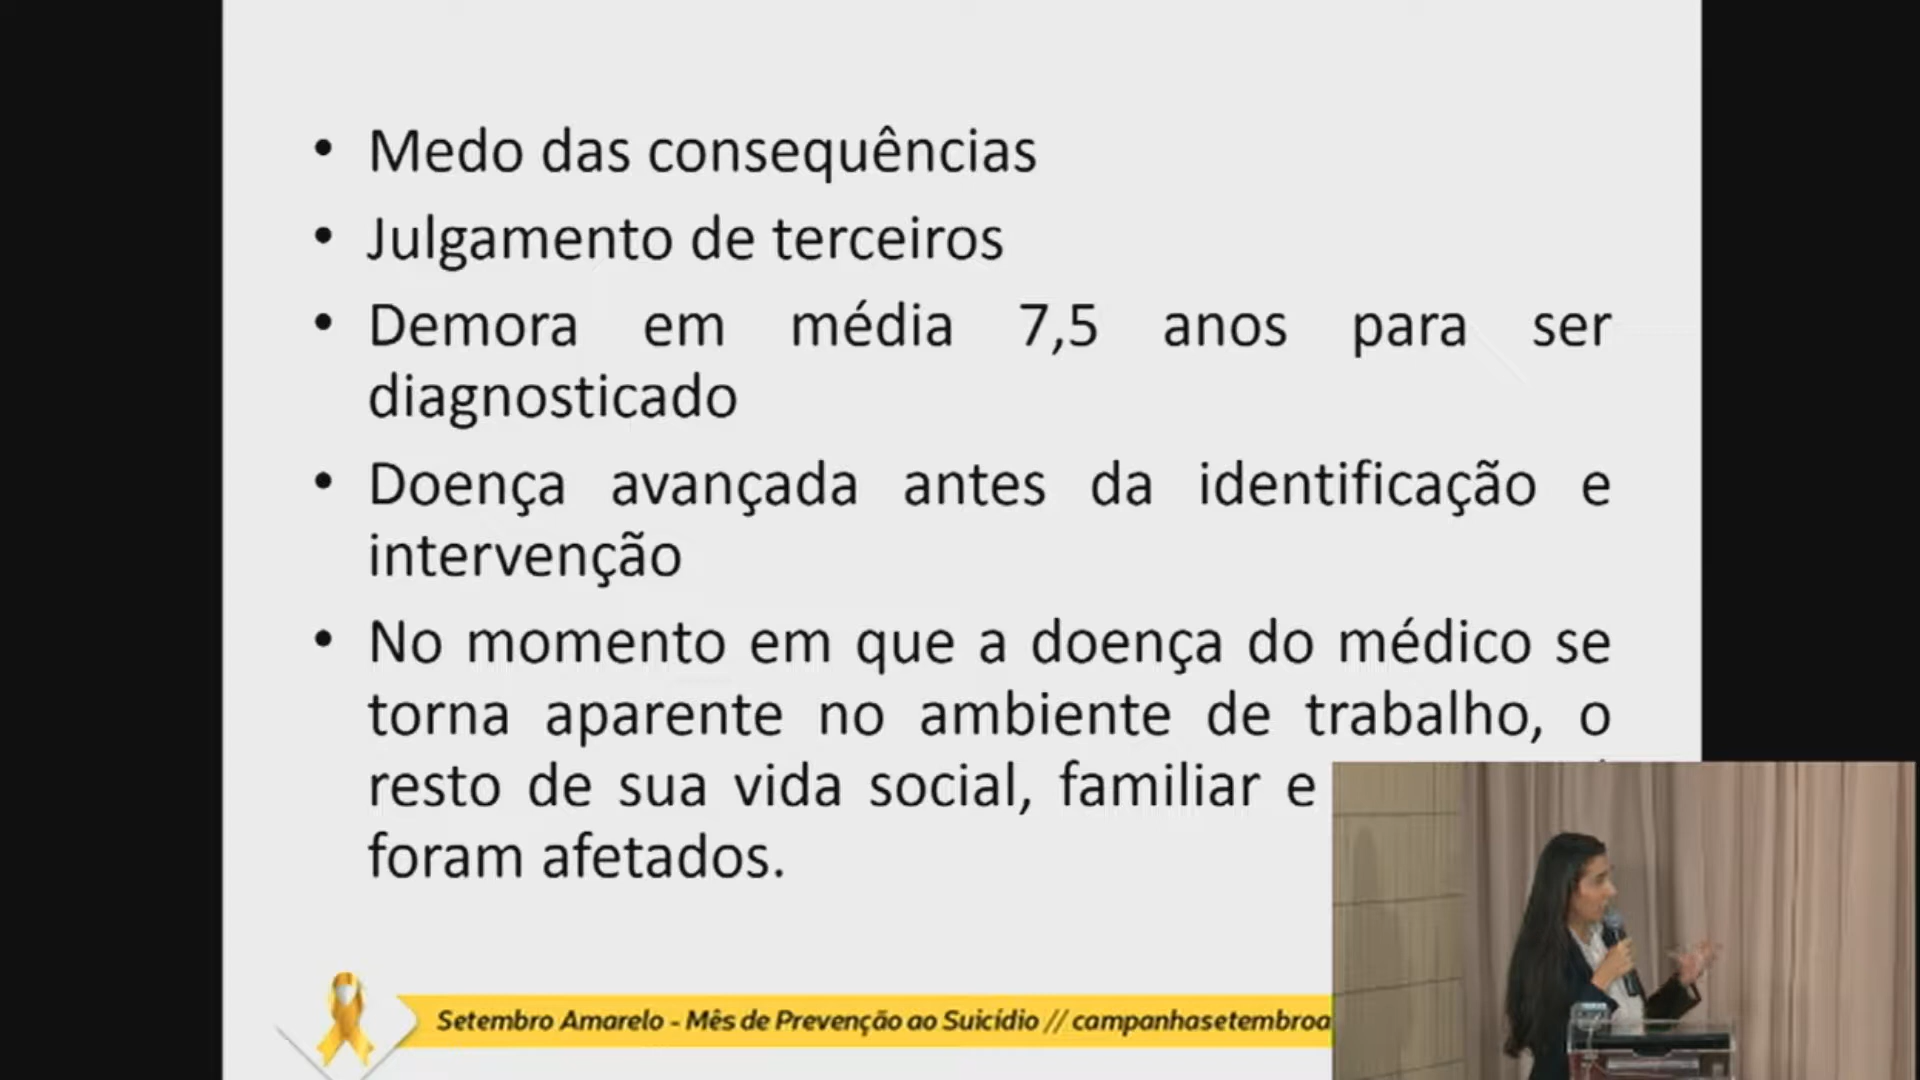 • Medo das consequências
• Julgamento de terceiros
• Demora em média 7,5 anos para ser
diagnosticado
• Doença avançada antes da identificação e
intervenção
• No momento em que a doença do médico se
torna aparente no ambiente de trabalho, o
resto de sua vida social, familiar e
foram afetados.
Setembro Amarelo - Mês de Prevenção ao Suicídio // campanhasetembroa